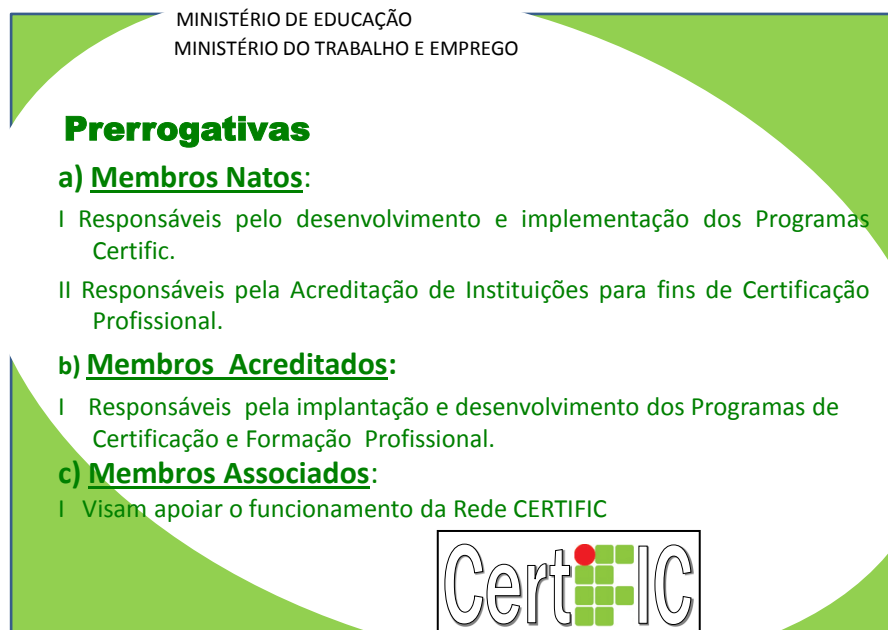 MINISTÉRIO DE EDUCAÇÃO
MINISTÉRIO DO TRABALHO E EMPREGO
Prerrogativas
a) Membros Natos:
I Responsáveis pelo desenvolvimento e implementação dos Programas
Certific.
II Responsáveis pela Acreditação de Instituições para fins de Certificação
Profissional.
b) Membros Acreditados:
I Responsáveis pela implantação e desenvolvimento dos Programas de
Certificação e Formação Profissional.
c) Membros Associados:
I Visam apoiar o funcionamento da Rede CERTIFIC
CertIFIC